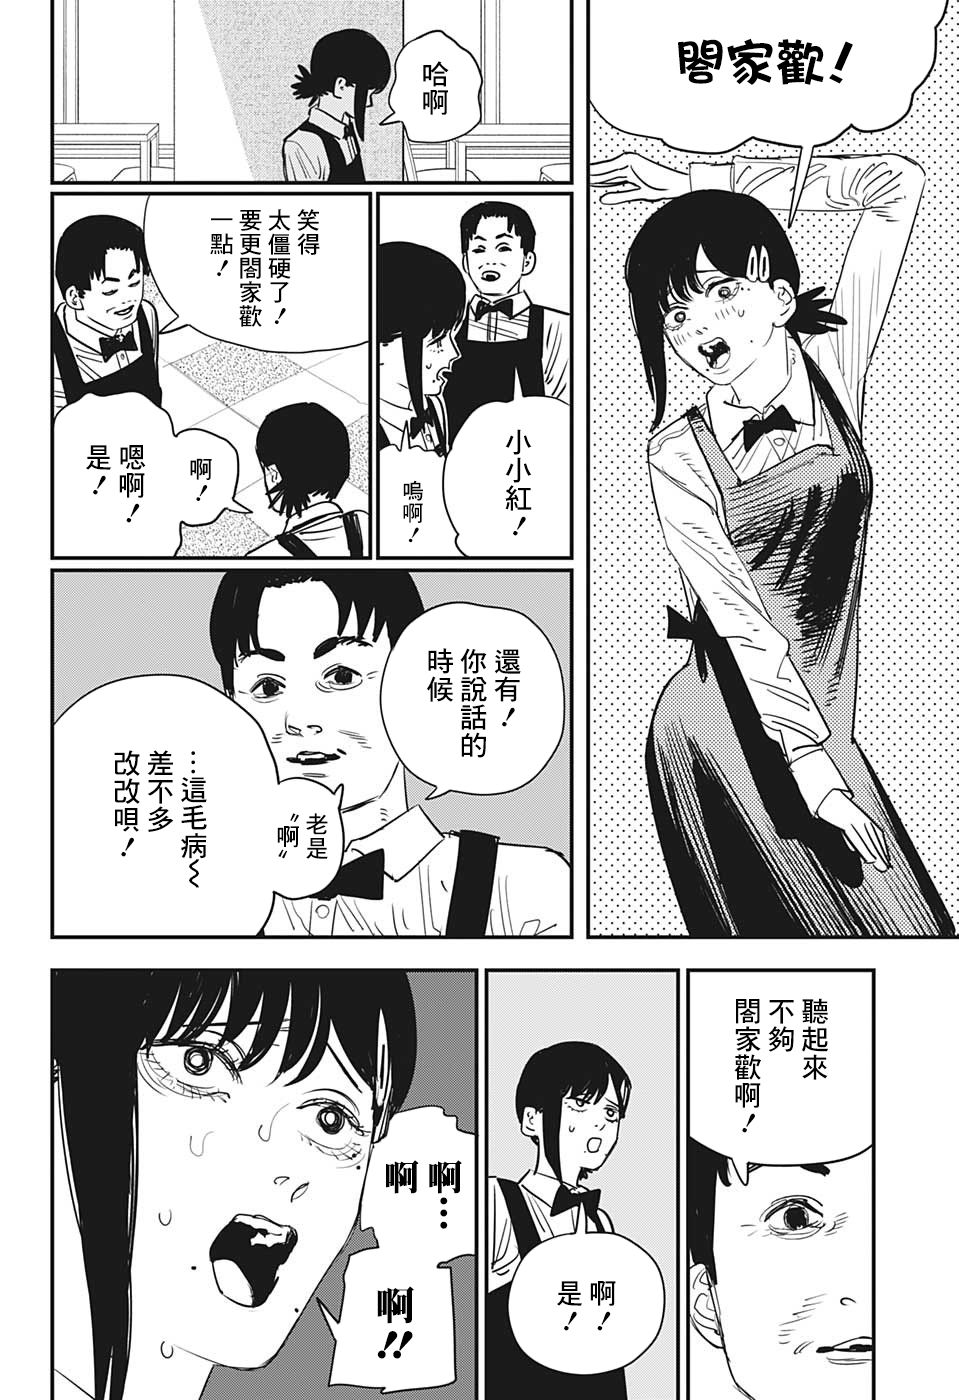 閤家歡！
哈
啊
小小紅！
嗚啊！
笑得
太僵硬了！
要更閤家歡
一點！
啊！
嗯啊！
是！
還有！
你說話的
時候
老是
〝啊〞
…這毛病～
差不多
改改唄！
聽起來
不夠
閤家歡啊！
啊！
是！
啊…
啊
啊!!